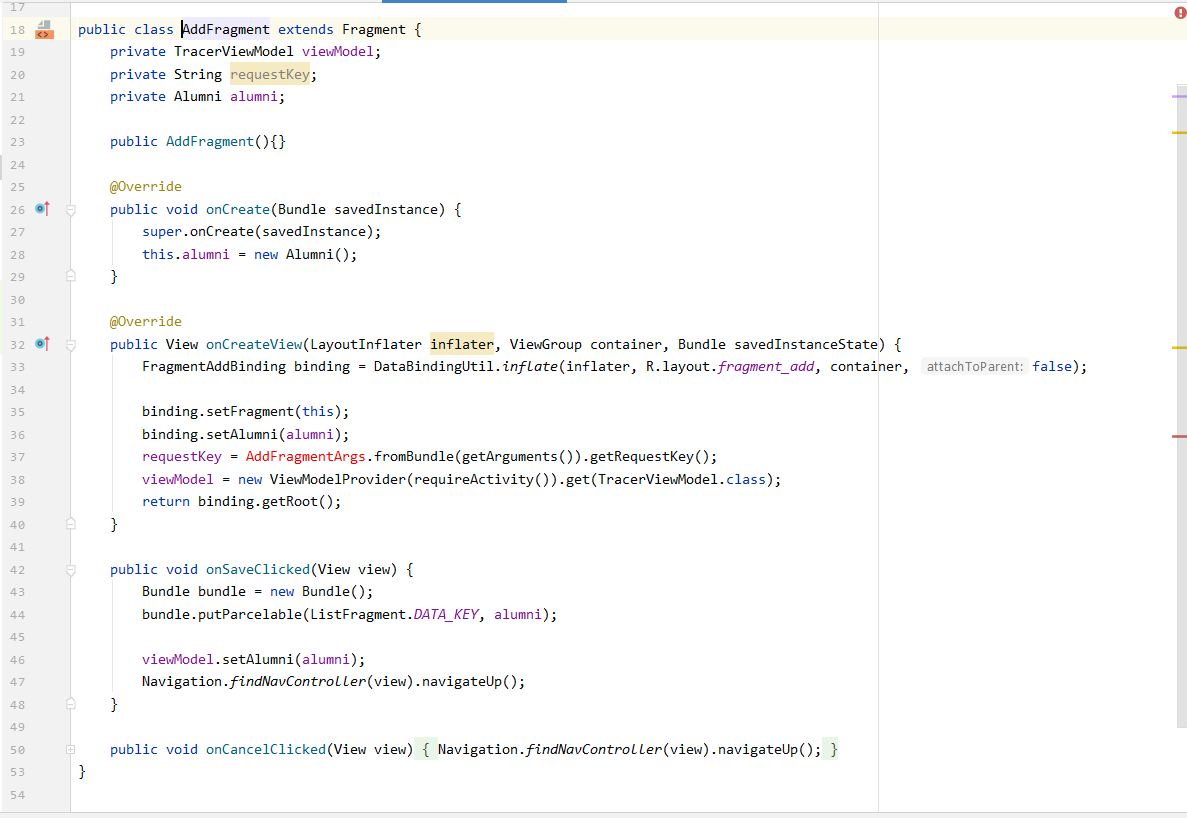 17
18 public class AddFragment extends Fragment {
19     private TracerViewModel viewModel;
20     private String requestKey;
21     private Alumni alumni;
22
23     public AddFragment(){}
24
25     @Override
26     public void onCreate(Bundle savedInstance) {
27         super.onCreate(savedInstance);
28         this.alumni = new Alumni();
29     }
30
31     @Override
32     public View onCreateView(LayoutInflater inflater, ViewGroup container, Bundle savedInstanceState) {
33         FragmentAddBinding binding = DataBindingUtil.inflate(inflater, R.layout.fragment_add, container, attachToParent: false);
34
35         binding.setFragment(this);
36         binding.setAlumni(alumni);
37         requestKey = AddFragmentArgs.fromBundle(getArguments()).getRequestKey();
38         viewModel = new ViewModelProvider(requireActivity()).get(TracerViewModel.class);
39         return binding.getRoot();
40     }
41
42     public void onSaveClicked(View view) {
43         Bundle bundle = new Bundle();
44         bundle.putParcelable(ListFragment.DATA_KEY, alumni);
45
46         viewModel.setAlumni(alumni);
47         Navigation.findNavController(view).navigateUp();
48     }
49
50     public void onCancelClicked(View view) { Navigation.findNavController(view).navigateUp(); }
53 }
54